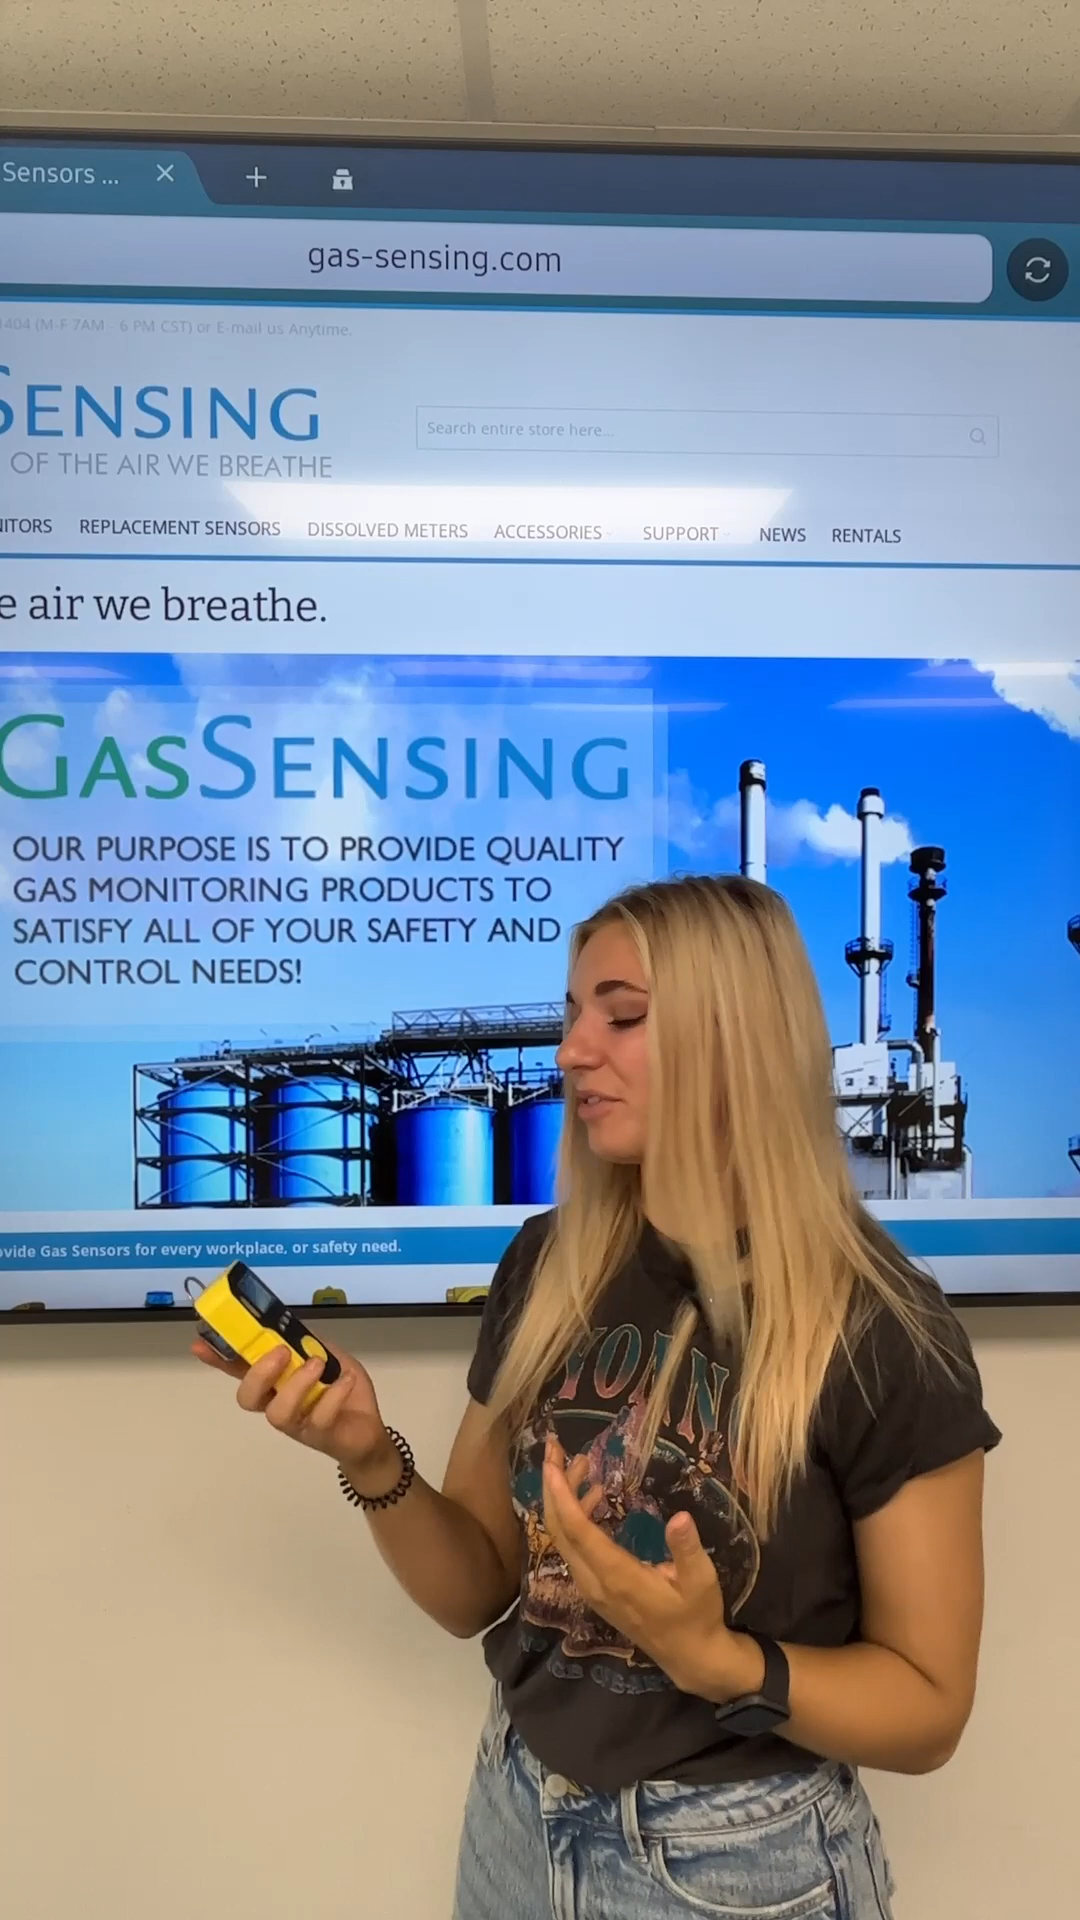 Sensors ...
gas-sensing.com
1404 (M-F 7AM - 6 PM CST) or E-mail us Anytime.
SENSING
Search entire store here...
OF THE AIR WE BREATHE
REPLACEMENT SENSORS DISSOLVED METERS ACCESSORIES SUPPORT NEWS RENTALS
e air we breathe.
GASSENSING
OUR PURPOSE IS TO PROVIDE QUALITY
GAS MONITORING PRODUCTS TO
SATISFY ALL OF YOUR SAFETY AND
CONTROL NEEDS!
ovide Gas Sensors for every workplace, or safety need.